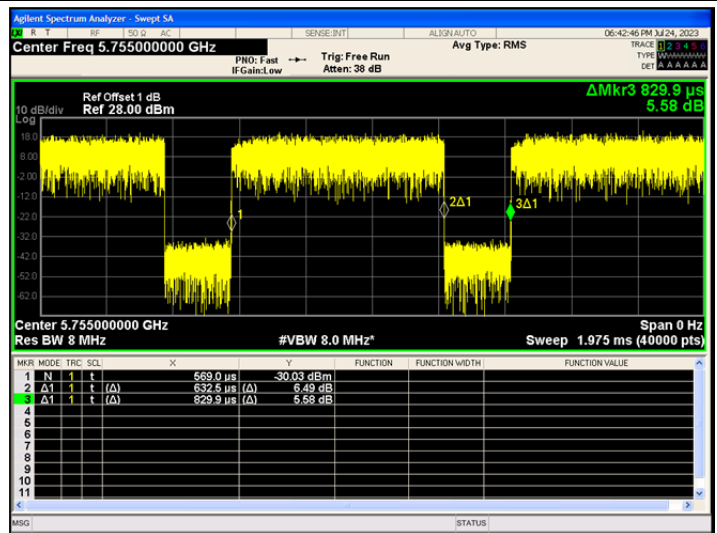 Agilent Spectrum Analyzer - Swept SA
LXI R T RF 50 Ω AC SENSE:INT ALIGN AUTO 06:42:46 PM Jul 24, 2023
Center Freq 5.755000000 GHz
PNO: Fast
IFGain:Low
Trig: Free Run
Atten: 38 dB
Avg Type: RMS
TRACE 1 2 3 4 5 6
TYPE WWWWWW
DET A A A A A A
ΔMkr3 829.9 µs
5.58 dB
Ref Offset 1 dB
10 dB/div Ref 28.00 dBm
Log
18.0
8.00
-2.00
-12.0
-22.0
-32.0
-42.0
-52.0
-62.0
1
2Δ1
3Δ1
Center 5.755000000 GHz Span 0 Hz
Res BW 8 MHz #VBW 8.0 MHz* Sweep 1.975 ms (40000 pts)
MKR MODE TRC SCL X Y FUNCTION FUNCTION WIDTH FUNCTION VALUE
1 N 1 t 569.0 µs -30.03 dBm
2 Δ1 1 t (Δ) 632.5 µs (Δ) 6.49 dB
3 Δ1 1 t (Δ) 829.9 µs (Δ) 5.58 dB
4
5
6
7
8
9
10
11
MSG STATUS